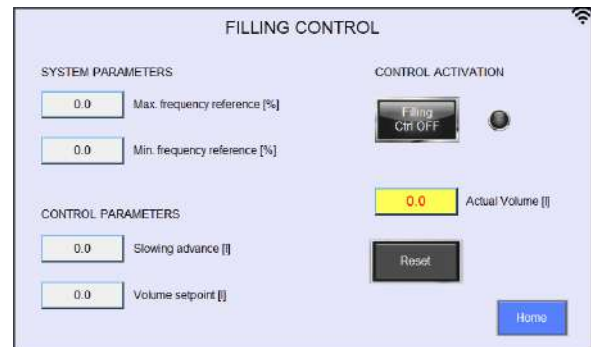 FILLING CONTROL
SYSTEM PARAMETERS
0.0 Max. frequency reference [%]
0.0 Min. frequency reference [%]
CONTROL PARAMETERS
0.0 Slowing advance [l]
0.0 Volume setpoint [l]
CONTROL ACTIVATION
Filling
Ctrl OFF
0.0 Actual Volume [l]
Reset
Home